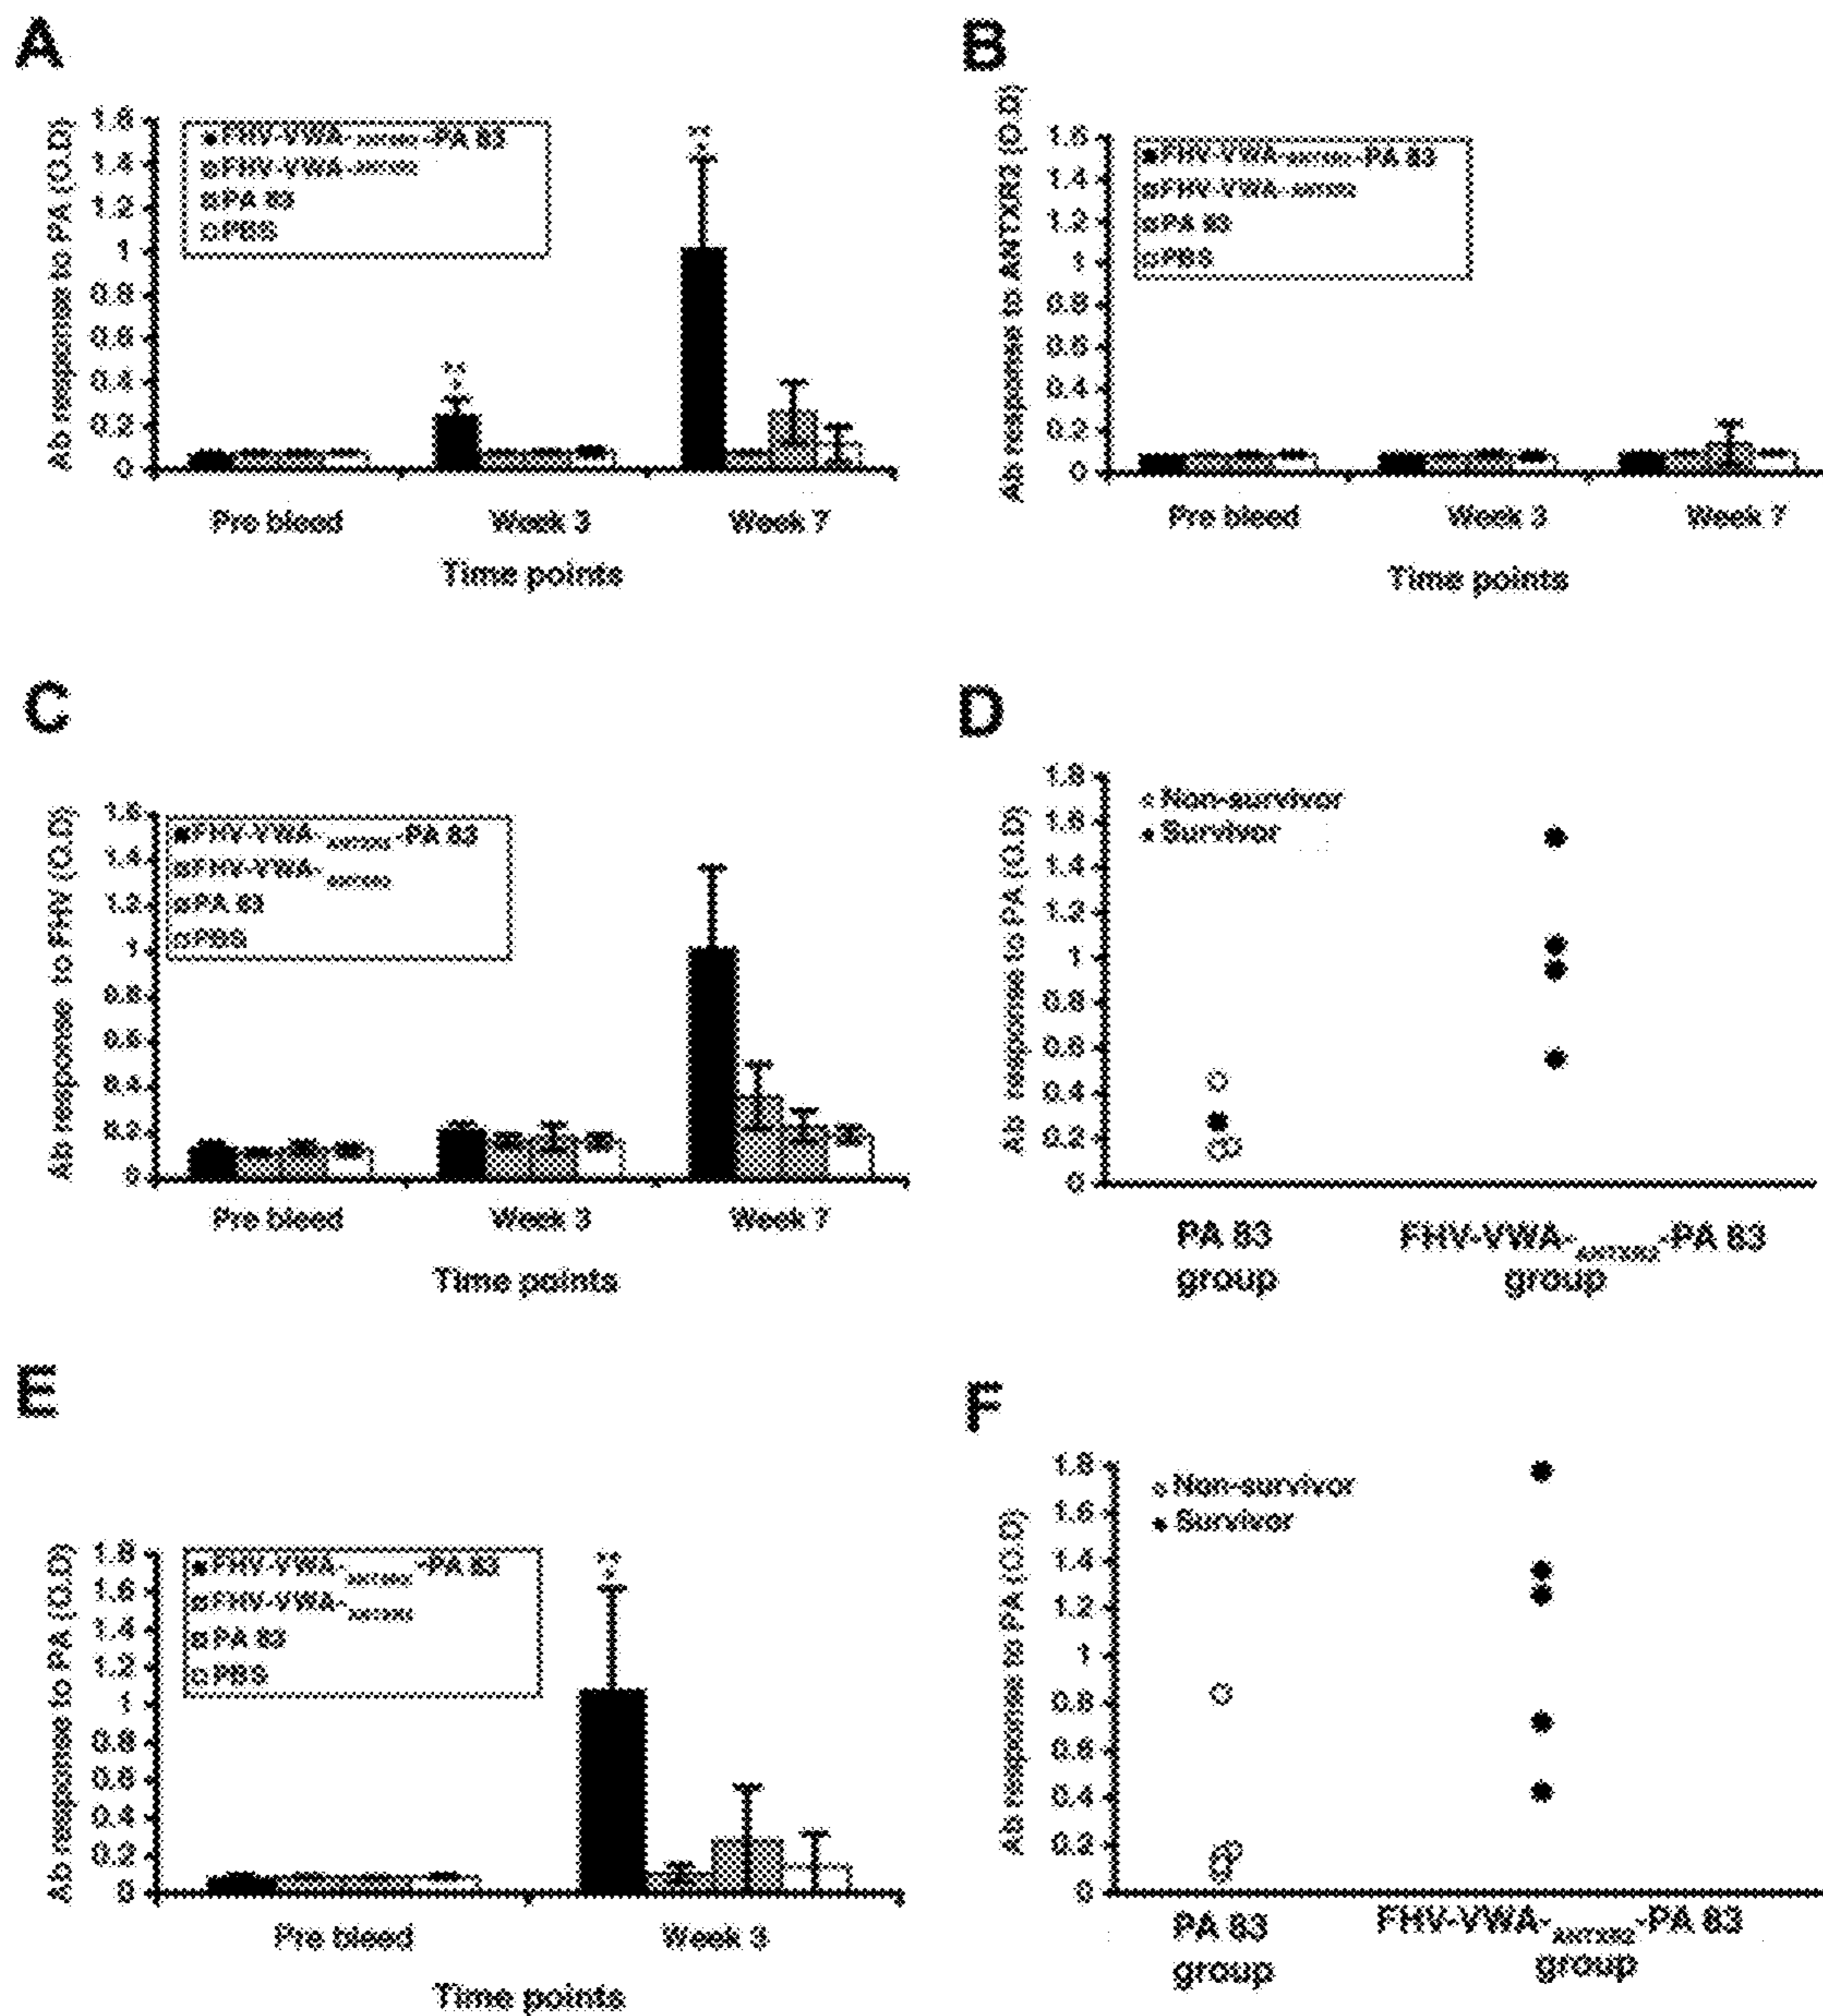 A
Ab response to PA (O.D)
1.6
1.4
1.2
1
0.8
0.6
0.4
0.2
0
FHV-VWA- -PA 83
FHV-VWA-
PA 83
PBS
Pre bleed
Week 3
Week 7
Time points
B
Ab response to ANTXR2 (O.D)
1.6
1.4
1.2
1
0.8
0.6
0.4
0.2
0
FHV-VWA- -PA 83
FHV-VWA-
PA 83
PBS
Pre bleed
Week 3
Week 7
Time points
C
Ab response to FHV (O.D)
1.6
1.4
1.2
1
0.8
0.6
0.4
0.2
0
FHV-VWA- -PA 83
FHV-VWA-
PA 83
PBS
Pre bleed
Week 3
Week 7
Time points
D
Ab response to PA (O.D)
1.8
1.6
1.4
1.2
1
0.8
0.6
0.4
0.2
0
Non-survivor
Survivor
PA 83
group
FHV-VWA- -PA 83
group
E
Ab response to PA (O.D)
1.8
1.6
1.4
1.2
1
0.8
0.6
0.4
0.2
0
FHV-VWA- -PA 83
FHV-VWA-
PA 83
PBS
Pre bleed
Week 3
Time points
F
Ab response to PA (O.D)
1.8
1.6
1.4
1.2
1
0.8
0.6
0.4
0.2
0
Non-survivor
Survivor
PA 83
group
FHV-VWA-ANTXR2-PA 83
group